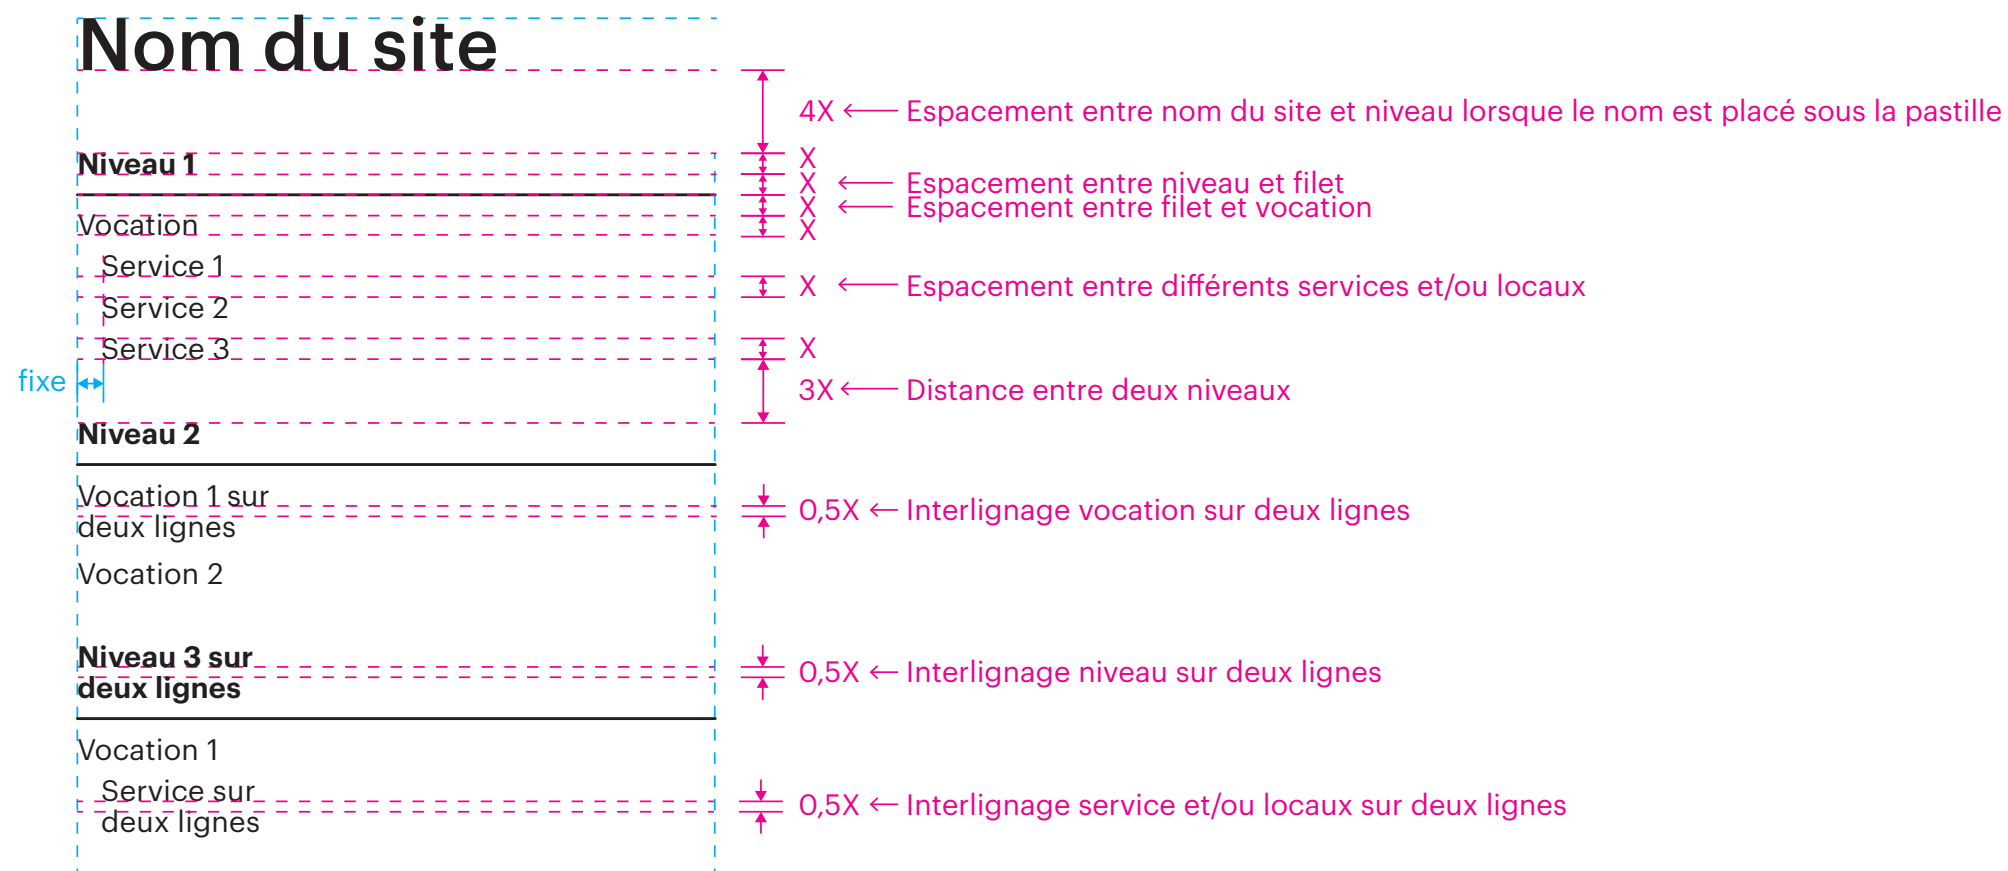 Nom du site
4X Espacement entre nom du site et niveau lorsque le nom est placé sous la pastille
Niveau 1
X
X Espacement entre niveau et filet
X Espacement entre filet et vocation
Vocation
X
Service 1
X Espacement entre différents services et/ou locaux
Service 2
Service 3
X
fixe
3X Distance entre deux niveaux
Niveau 2
Vocation 1 sur
deux lignes
0,5X Interlignage vocation sur deux lignes
Vocation 2
Niveau 3 sur
deux lignes
0,5X Interlignage niveau sur deux lignes
Vocation 1
Service sur
deux lignes
0,5X Interlignage service et/ou locaux sur deux lignes